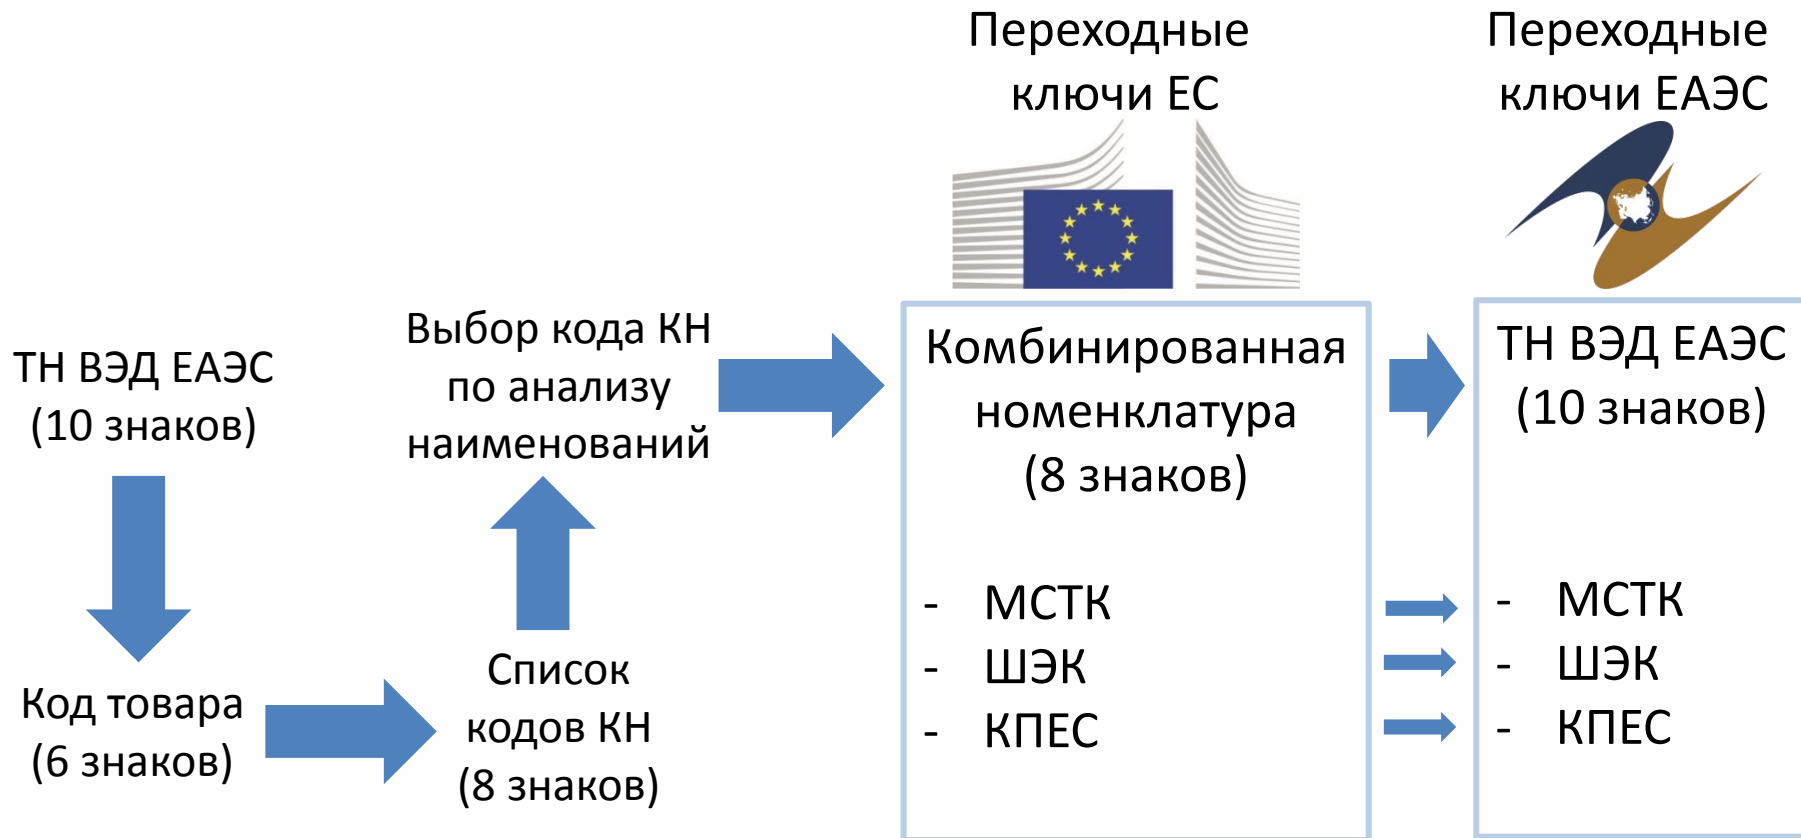 Переходные
ключи ЕС
Переходные
ключи ЕАЭС
ТН ВЭД ЕАЭС
(10 знаков)
Код товара
(6 знаков)
Список
кодов КН
(8 знаков)
Выбор кода КН
по анализу
наименований
Комбинированная
номенклатура
(8 знаков)
- МСТК
- ШЭК
- КПЕС
ТН ВЭД ЕАЭС
(10 знаков)
- МСТК
- ШЭК
- КПЕС